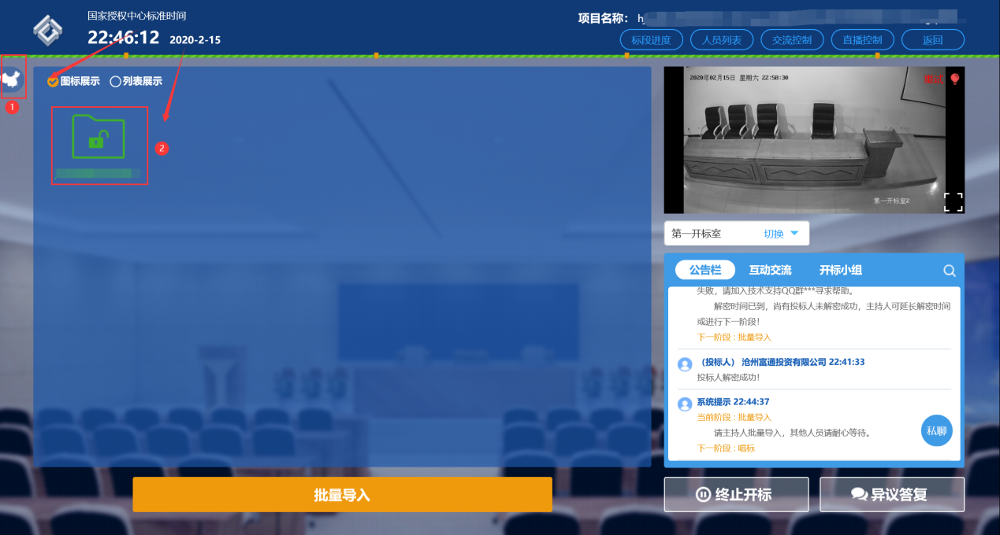 国家授权中心标准时间
22:46:12 2020-2-15
项目名称：
标段进度 人员列表 交流控制 直播控制 返回
1
图标展示 列表展示
2
2020年02月15日 星期六 22:58:30
第一开标室2
第一开标室 切换
公告栏 互动交流 开标小组
失败，请加入技术支持QQ群***寻求帮助。
解密时间已到，尚有投标人未解密成功，主持人可延长解密时间
或进行下一阶段！
下一阶段：批量导入
（投标人） 沧州富通投资有限公司 22:41:33
投标人解密成功！
系统提示 22:44:37
当前阶段：批量导入
请主持人批量导入，其他人员请耐心等待。
下一阶段：唱标
私聊
批量导入
终止开标 异议答复